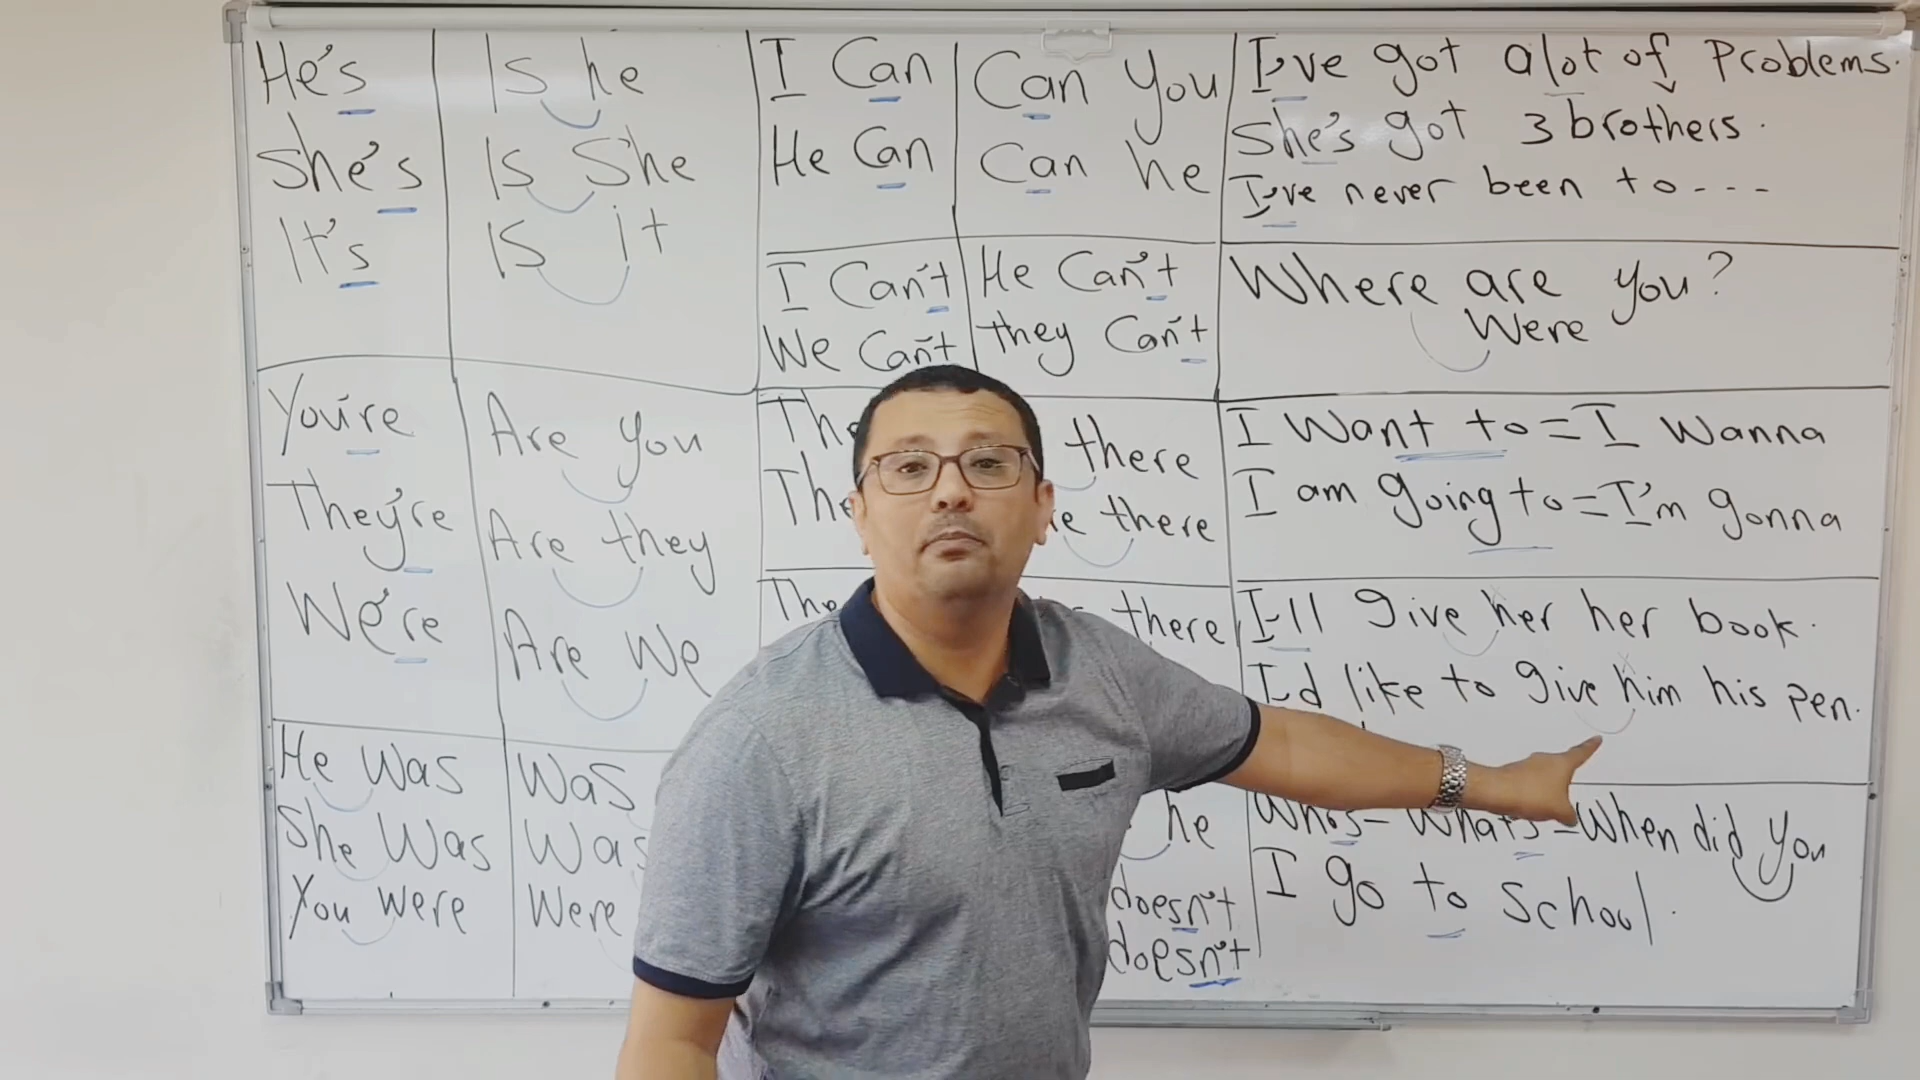 He's
She's
It's
Is he
Is she
Is it
I can
He can
Can you
Can he
I can't
We can't
He can't
they can't
I've got alot of Problems.
She's got 3 brothers.
I've never been to ---
Where are you?
Were
You're
They're
We're
Are you
Are they
Are we
there
there
there
I want to = I wanna
I am going to = I'm gonna
I'll give her her book.
I'd like to give him his pen.
He was
She was
You were
Was
Was
Were
he
doesn't
doesn't
Who's - What's - When did you
I go to school.